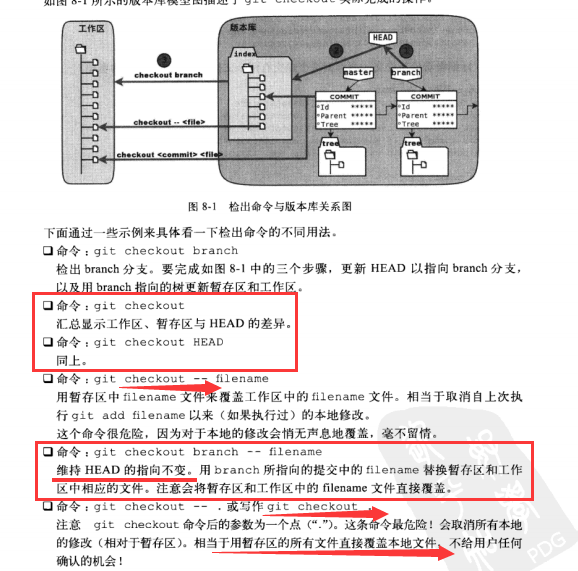 如图 8-1 所示的版本库模型图描述了 git checkout 实际完成的操作。
工作区
版本库
index
HEAD
master
branch
checkout branch
COMMIT
*Id *****
*Parent *****
*Tree *****
COMMIT
*Id *****
*Parent *****
*Tree *****
checkout -- <file>
tree
tree
checkout <commit> <file>
图 8-1 检出命令与版本库关系图
下面通过一些示例来具体看一下检出命令的不同用法。
❑ 命令：git checkout branch
检出 branch 分支。要完成如图 8-1 中的三个步骤，更新 HEAD 以指向 branch 分支，
以及用 branch 指向的树更新暂存区和工作区。
❑ 命令：git checkout
汇总显示工作区、暂存区与 HEAD 的差异。
❑ 命令：git checkout HEAD
同上。
❑ 命令：git checkout -- filename
用暂存区中 filename 文件来覆盖工作区中的 filename 文件。相当于取消自上次执
行 git add filename 以来（如果执行过）的本地修改。
这个命令很危险，因为对于本地的修改会悄无声息地覆盖，毫不留情。
❑ 命令：git checkout branch -- filename
维持 HEAD 的指向不变。用 branch 所指向的提交中的 filename 替换暂存区和工作
区中相应的文件。注意会将暂存区和工作区中的 filename 文件直接覆盖。
❑ 命令：git checkout -- . 或写作 git checkout .
注意 git checkout 命令后的参数为一个点（“.”）。这条命令最危险！会取消所有本地
的修改（相对于暂存区）。相当于用暂存区的所有文件直接覆盖本地文件，不给用户任何
确认的机会！
PDG